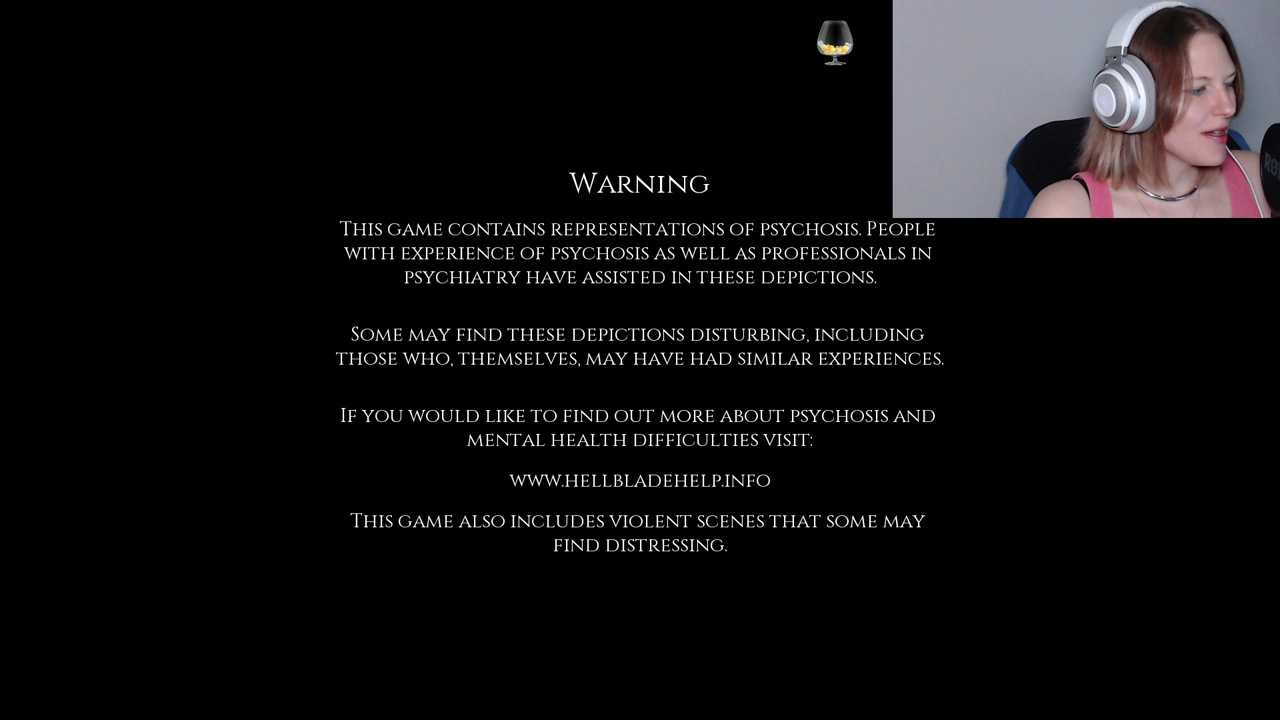 Warning
This game contains representations of psychosis. People
with experience of psychosis as well as professionals in
psychiatry have assisted in these depictions.
Some may find these depictions disturbing, including
those who, themselves, may have had similar experiences.
If you would like to find out more about psychosis and
mental health difficulties visit:
www.hellbladehelp.info
This game also includes violent scenes that some may
find distressing.